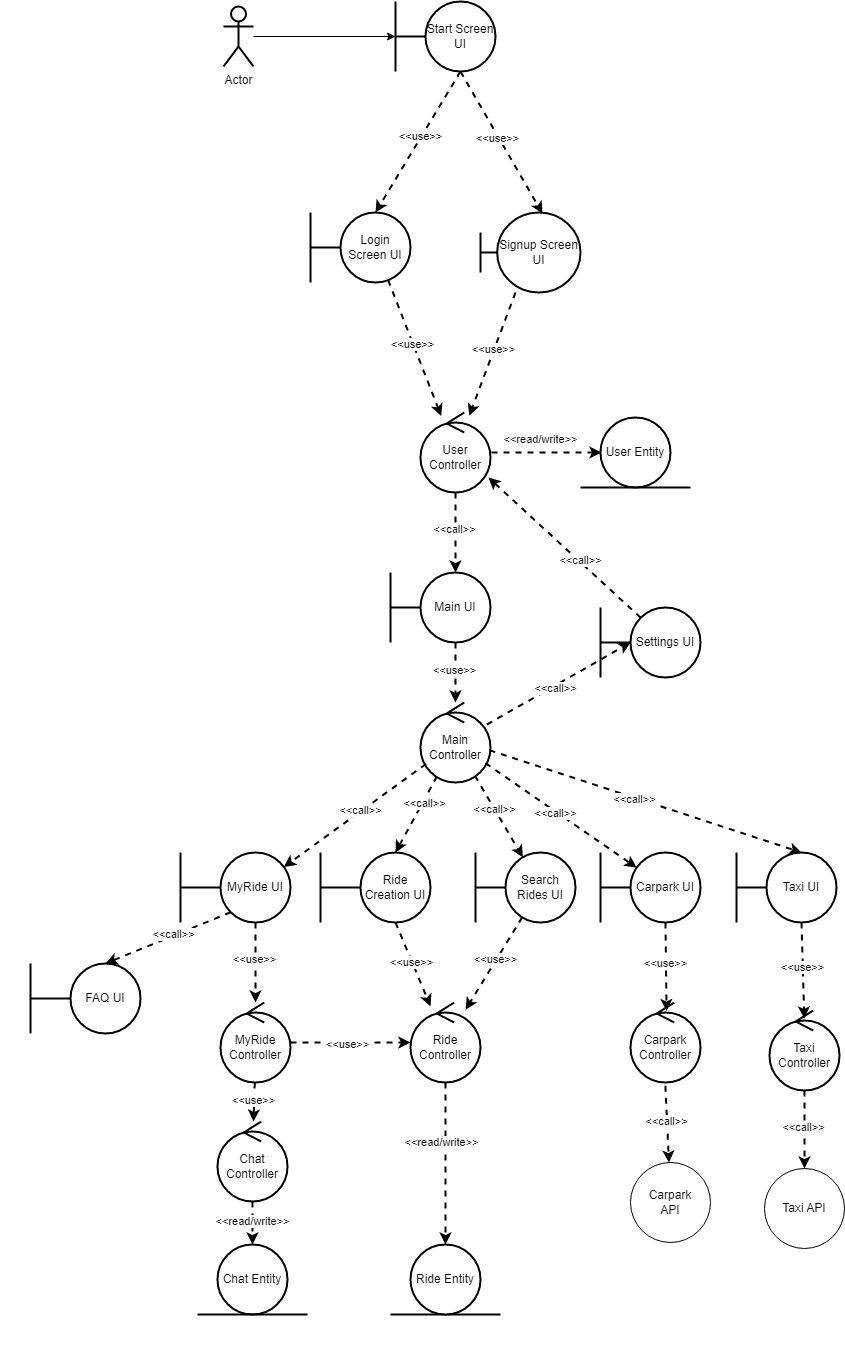 Start Screen
UI
Actor
<<use>>
<<use>>
Login
Screen UI
Signup Screen
UI
<<use>>
<<use>>
User
Controller
<<read/write>>
User Entity
<<call>>
<<call>>
Main UI
Settings UI
<<use>>
<<call>>
Main
Controller
<<call>>
<<call>>
<<call>>
<<call>>
<<call>>
MyRide UI
Ride
Creation UI
Search
Rides UI
Carpark UI
Taxi UI
<<call>>
<<use>>
<<use>>
<<use>>
<<use>>
<<use>>
FAQ UI
MyRide
Controller
<<use>>
Ride
Controller
Carpark
Controller
Taxi
Controller
<<use>>
<<read/write>>
<<call>>
<<call>>
Chat
Controller
Carpark
API
Taxi API
<<read/write>>
Chat Entity
Ride Entity